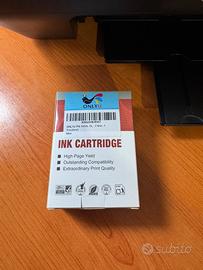 ONLYU
INK CARTRIDGE
• High Page Yield
• Outstanding Compatibility
• Extraordinary Print Quality
subito